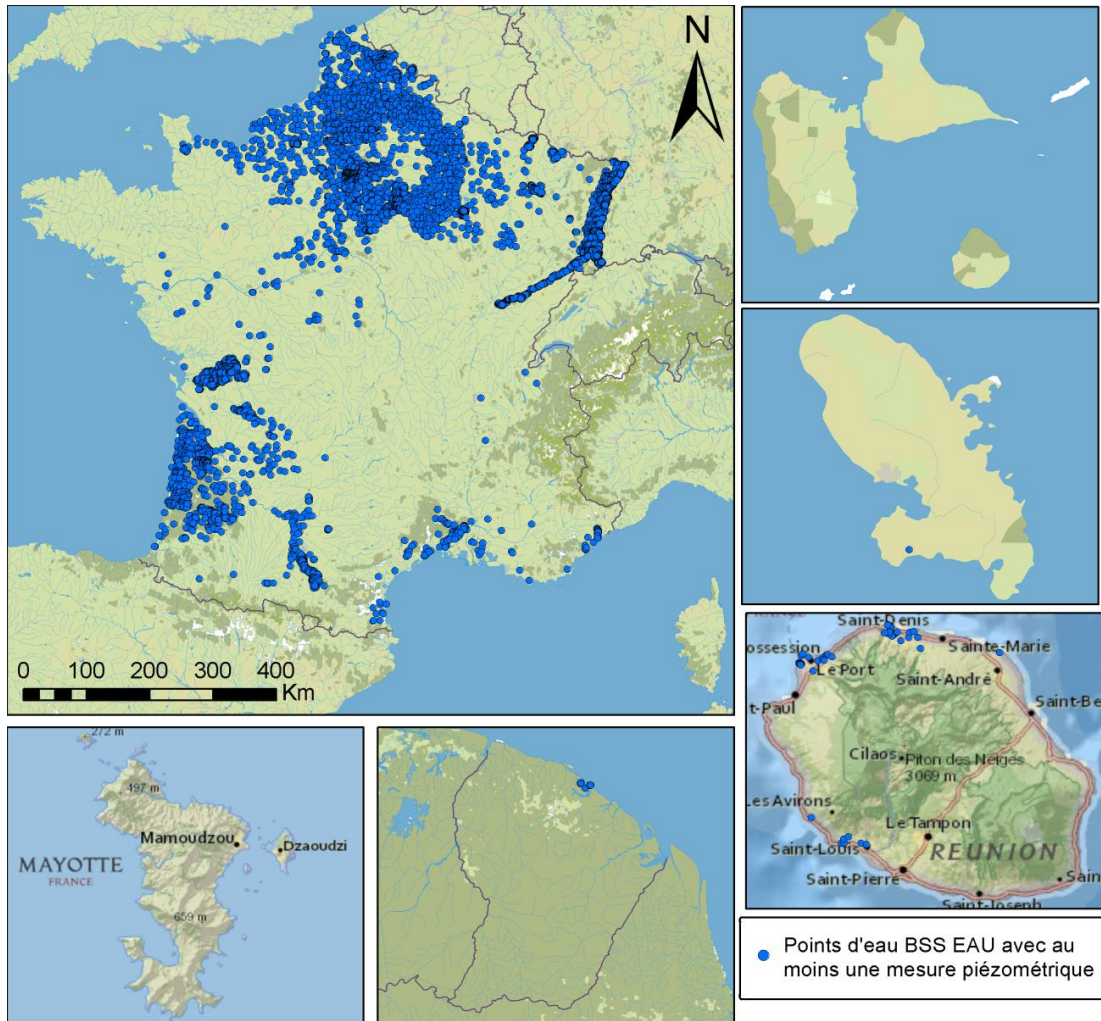 N
0 100 200 300 400
Km
Saint-Denis
Sainte-Marie
ossession
Le Port
Saint-André
t-Paul
Saint-Be
Cilaos
Piton des Neiges
3069 m
Les Avirons
Le Tampon
Saint-Louis
REUNION
Saint-Pierre
Sain
Saint-Joseph
272 m
497 m
Mamoudzou
Dzaoudzi
MAYOTTE
FRANCE
659 m
Points d'eau BSS EAU avec au
moins une mesure piézométrique